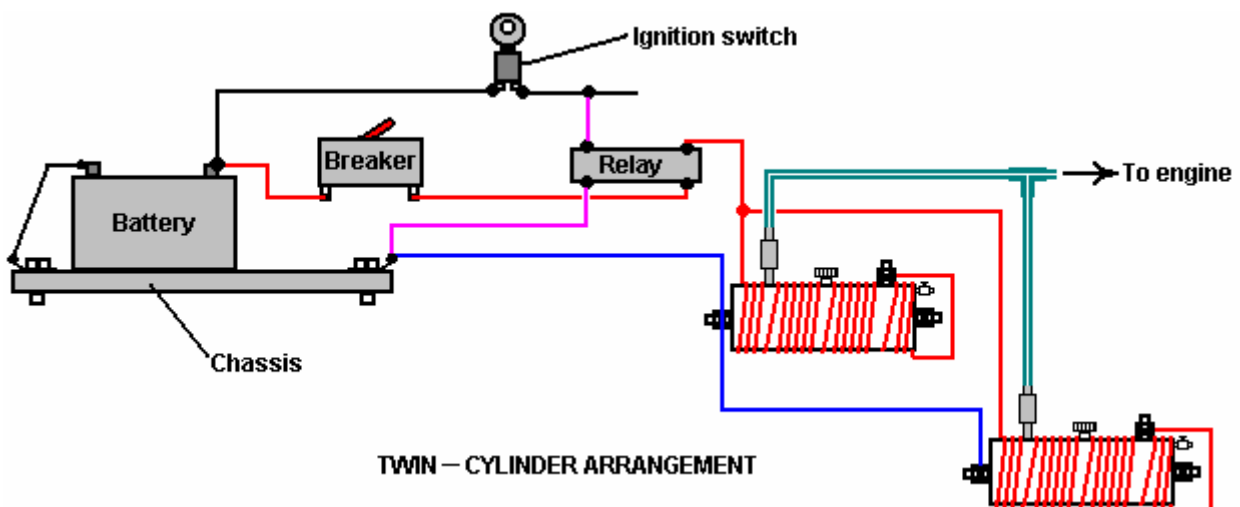 Ignition switch
Breaker
Relay
To engine
Battery
Chassis
TWIN – CYLINDER ARRANGEMENT